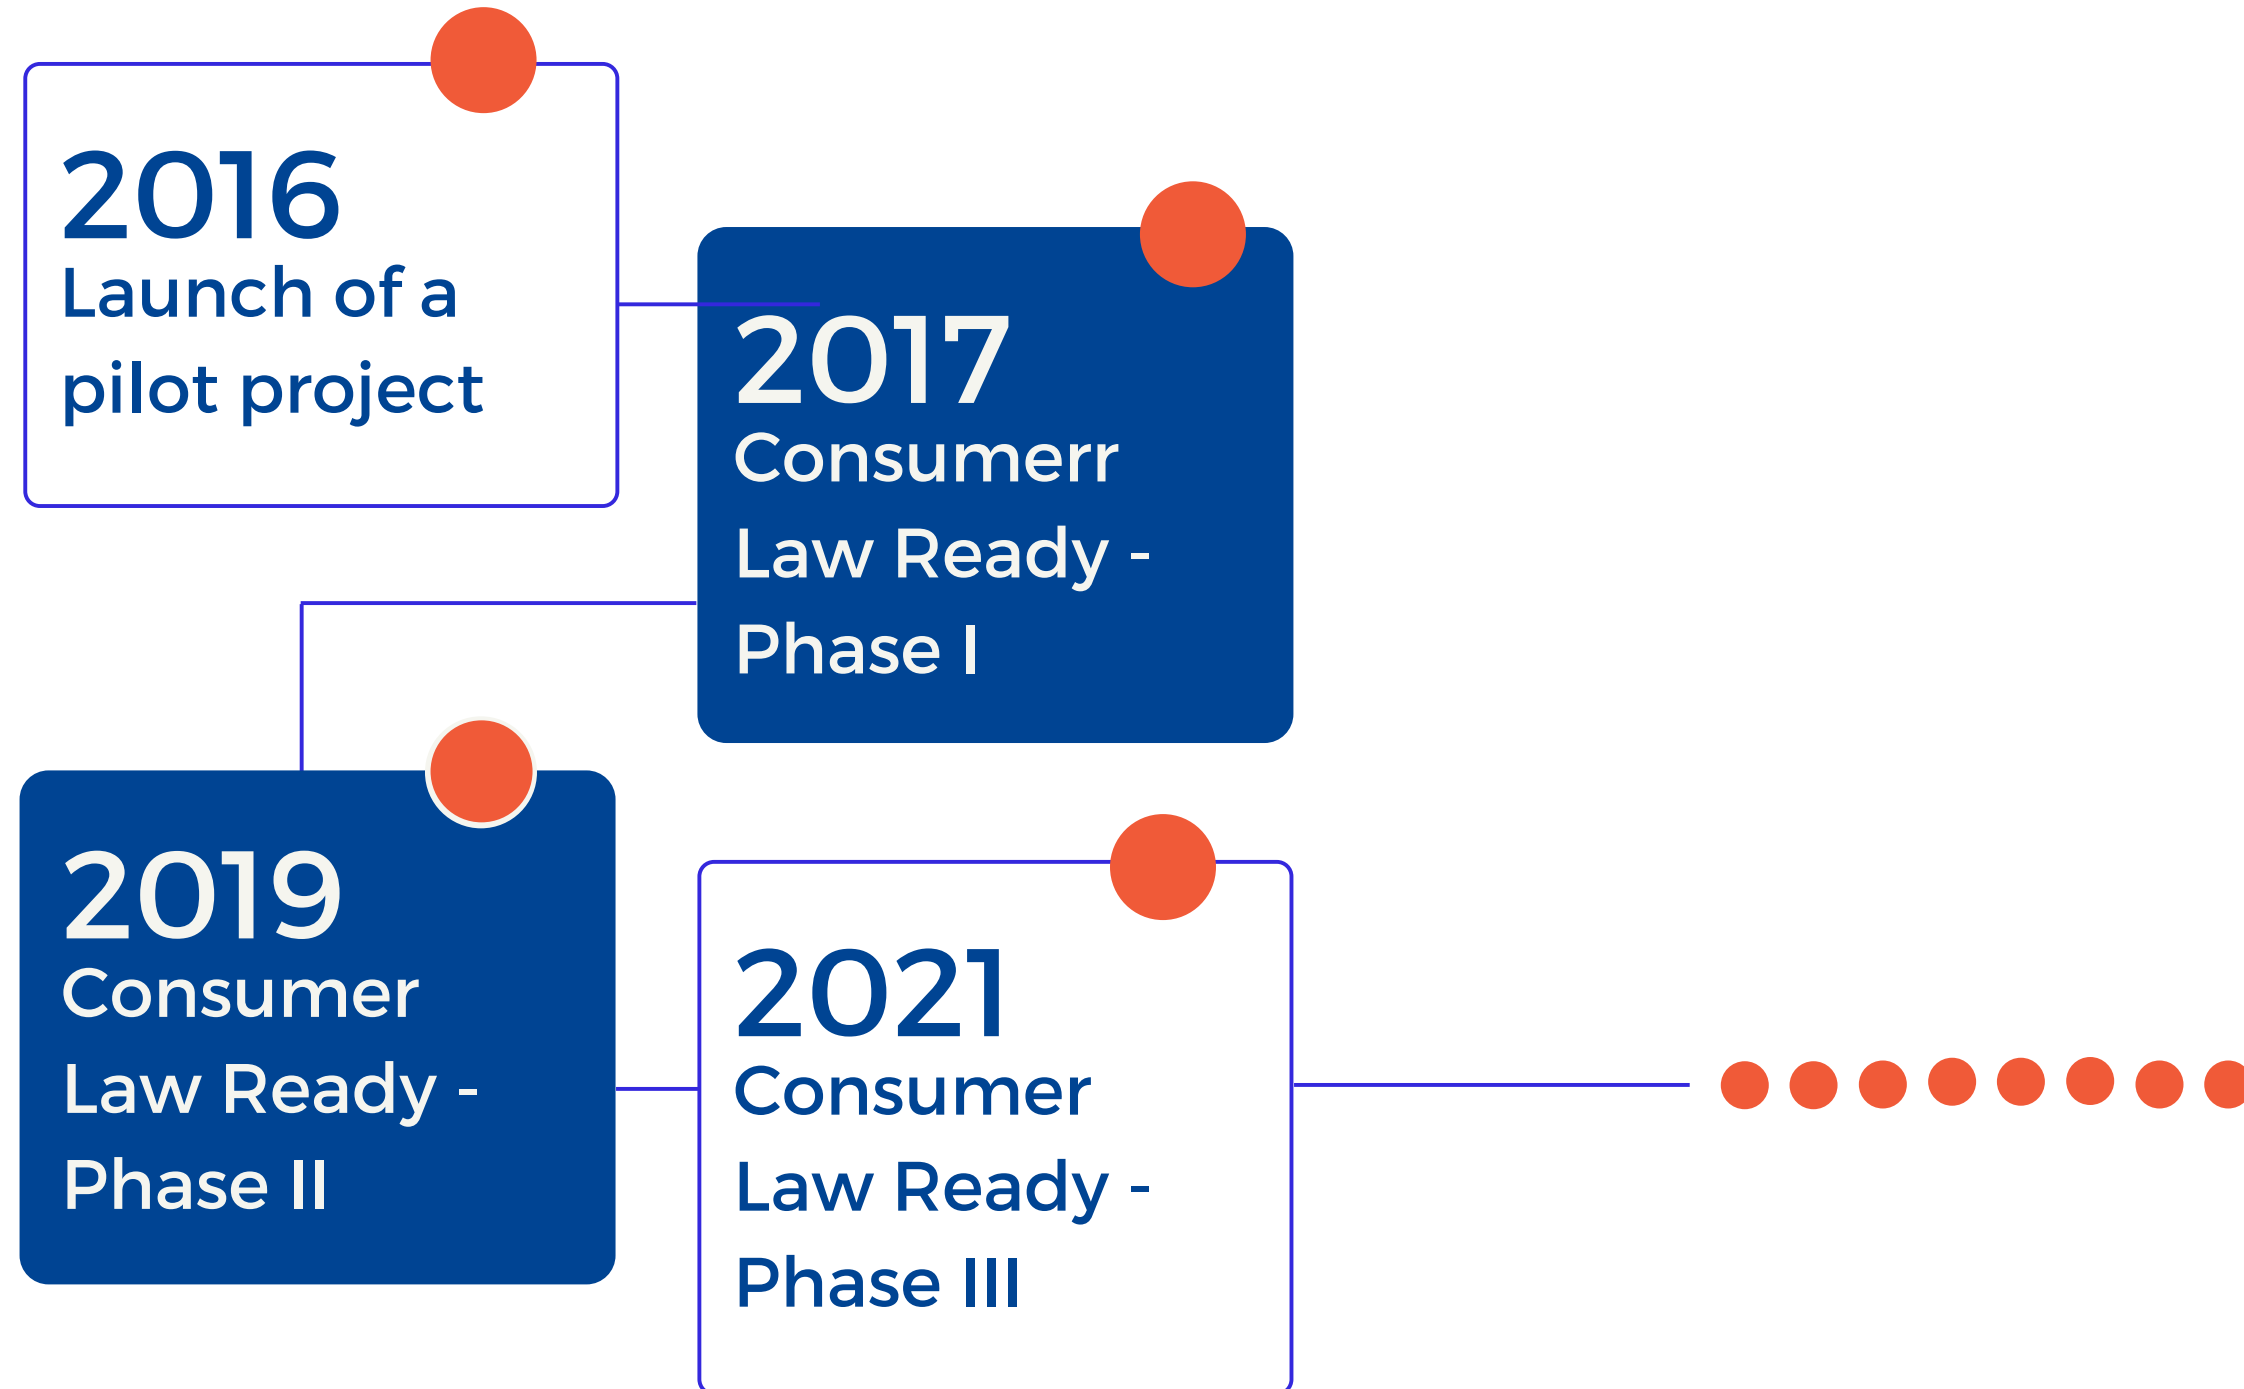 2016
Launch of a
pilot project
2017
Consumerr
Law Ready -
Phase I
2019
Consumer
Law Ready -
Phase II
2021
Consumer
Law Ready -
Phase III